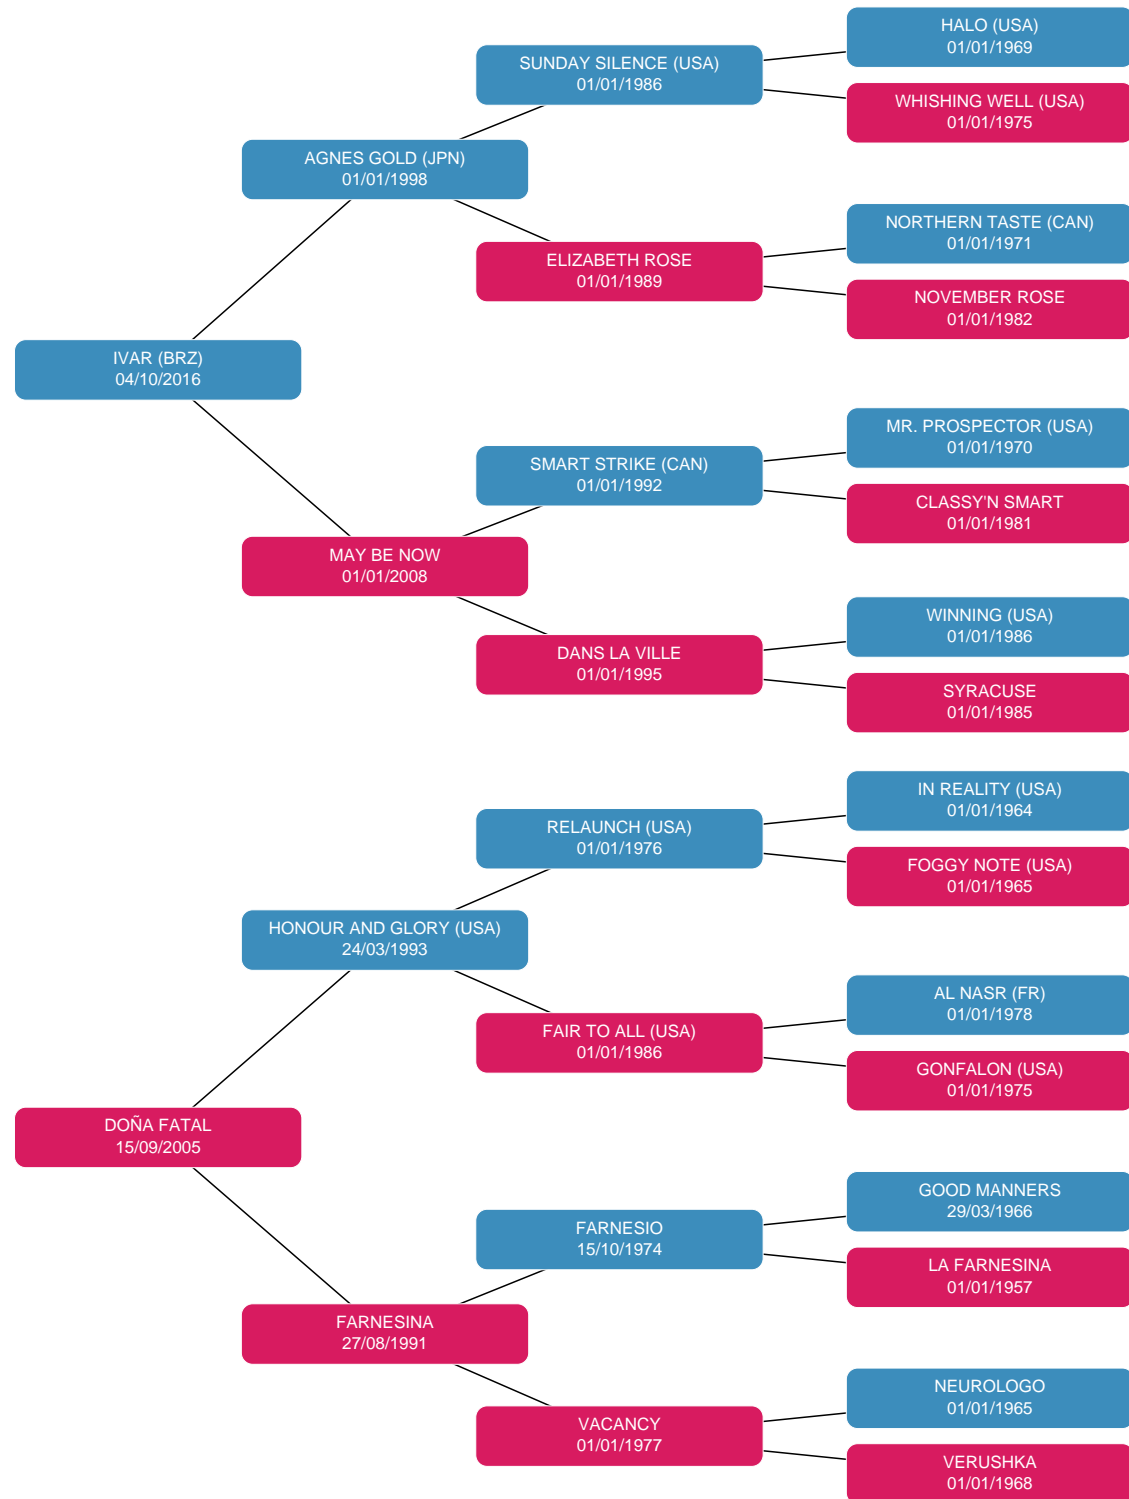 HALO (USA)
01/01/1969
SUNDAY SILENCE (USA)
01/01/1986
WHISHING WELL (USA)
01/01/1975
AGNES GOLD (JPN)
01/01/1998
NORTHERN TASTE (CAN)
01/01/1971
ELIZABETH ROSE
01/01/1989
NOVEMBER ROSE
01/01/1982
IVAR (BRZ)
04/10/2016
MR. PROSPECTOR (USA)
01/01/1970
SMART STRIKE (CAN)
01/01/1992
CLASSY'N SMART
01/01/1981
MAY BE NOW
01/01/2008
WINNING (USA)
01/01/1986
DANS LA VILLE
01/01/1995
SYRACUSE
01/01/1985
IN REALITY (USA)
01/01/1964
RELAUNCH (USA)
01/01/1976
FOGGY NOTE (USA)
01/01/1965
HONOUR AND GLORY (USA)
24/03/1993
AL NASR (FR)
01/01/1978
FAIR TO ALL (USA)
01/01/1986
GONFALON (USA)
01/01/1975
DOÑA FATAL
15/09/2005
GOOD MANNERS
29/03/1966
FARNESIO
15/10/1974
LA FARNESINA
01/01/1957
FARNESINA
27/08/1991
NEUROLOGO
01/01/1965
VACANCY
01/01/1977
VERUSHKA
01/01/1968